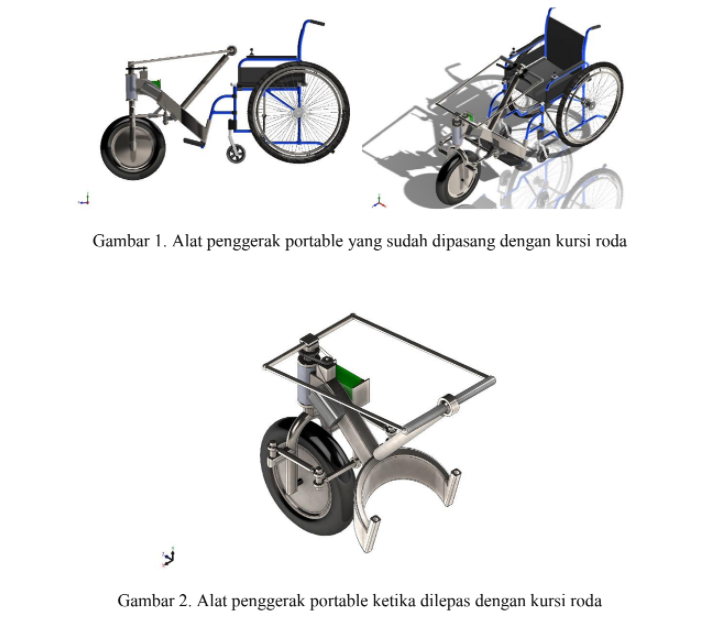 Gambar 1. Alat penggerak portable yang sudah dipasang dengan kursi roda
Gambar 2. Alat penggerak portable ketika dilepas dengan kursi roda